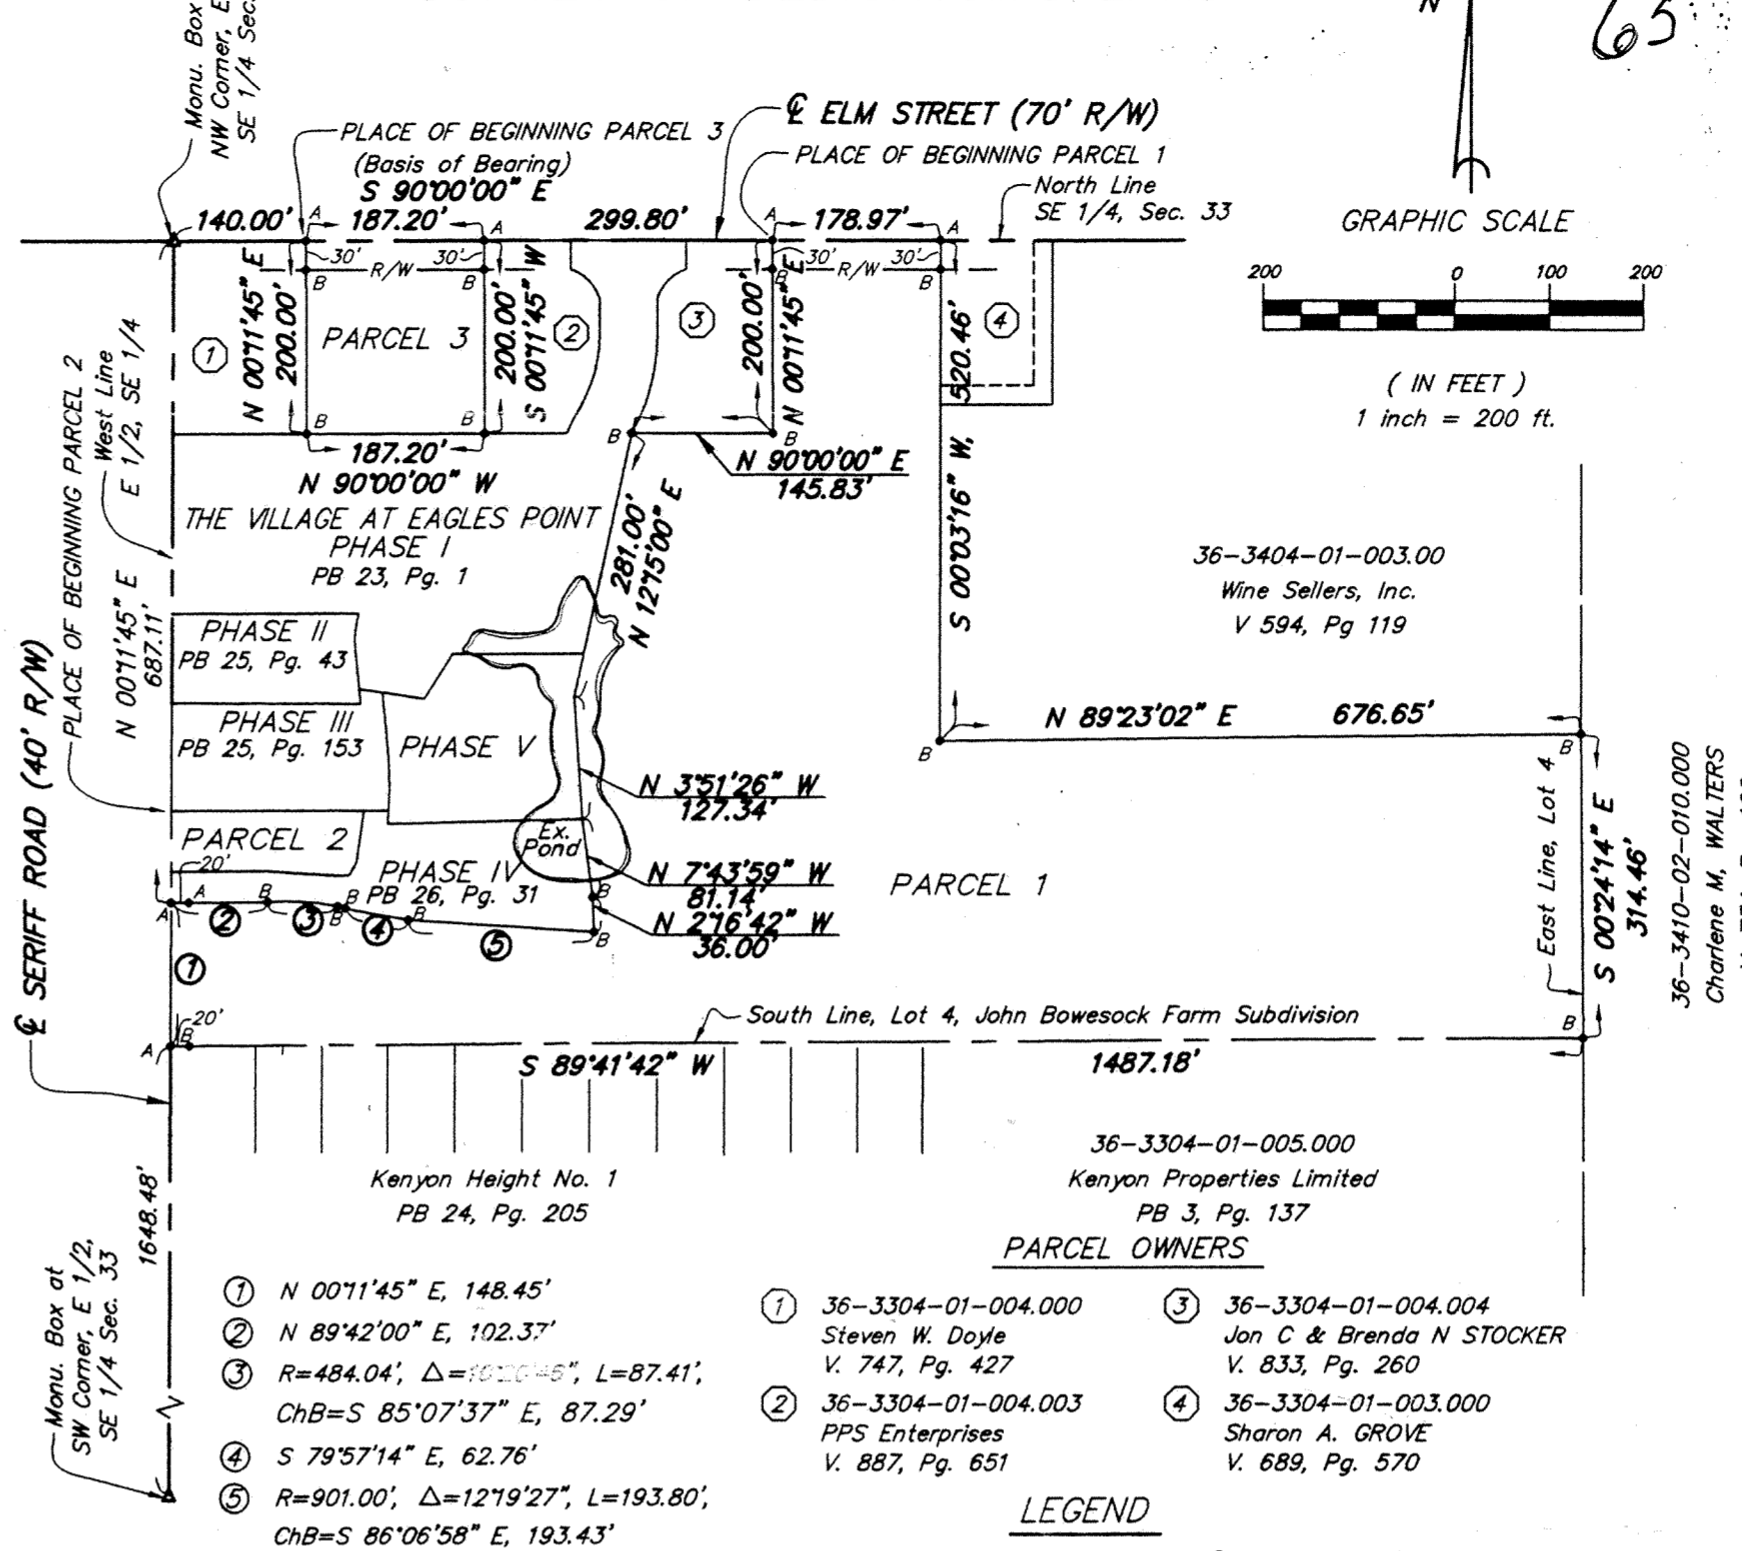 65
N
Monu. Box
NW Corner, E
SE 1/4 Sec.
PLACE OF BEGINNING PARCEL 3
(Basis of Bearing)
S 90°00'00" E
℄ ELM STREET (70' R/W)
PLACE OF BEGINNING PARCEL 1
North Line
SE 1/4, Sec. 33
140.00'
A
187.20'
A
299.80'
A
178.97'
A
GRAPHIC SCALE
200
0
100
200
( IN FEET )
1 inch = 200 ft.
30'
R/W
30'
30'
R/W
30'
B
B
B
B
1
N 00°11'45" E
200.00'
PARCEL 3
200.00'
S 00°11'45" W
2
3
200.00'
N 00°11'45" E
520.46'
S 00°03'16" W,
4
B
B
B
B
187.20'
N 90°00'00" W
N 90°00'00" E
145.83'
281.00'
N 12°15'00" E
PLACE OF BEGINNING PARCEL 2
West Line
E 1/2, SE 1/4
N 00°11'45" E
687.11'
℄ SERIFF ROAD (40' R/W)
THE VILLAGE AT EAGLES POINT
PHASE I
PB 23, Pg. 1
PHASE II
PB 25, Pg. 43
PHASE III
PB 25, Pg. 153
PHASE V
36-3404-01-003.00
Wine Sellers, Inc.
V 594, Pg 119
N 89°23'02" E
676.65'
B
B
N 3°51'26" W
127.34'
Ex.
Pond
PARCEL 2
20'
PHASE IV
PB 26, Pg. 31
N 7°43'59" W
81.14'
N 2°16'42" W
36.00'
PARCEL 1
A
A
B
B
B
B
B
B
1
2
3
4
5
East Line, Lot 4
S 00°24'14" E
314.46'
36-3410-02-010.000
Charlene M, WALTERS
20'
A
B
B
South Line, Lot 4, John Bowesock Farm Subdivision
S 89°41'42" W
1487.18'
Kenyon Height No. 1
PB 24, Pg. 205
36-3304-01-005.000
Kenyon Properties Limited
PB 3, Pg. 137
1648.48'
Monu. Box at
SW Corner, E 1/2,
SE 1/4 Sec. 33
1 N 00°11'45" E, 148.45'
2 N 89°42'00" E, 102.37'
3 R=484.04', Δ= L=87.41',
ChB=S 85°07'37" E, 87.29'
4 S 79°57'14" E, 62.76'
5 R=901.00', Δ=12°19'27", L=193.80',
ChB=S 86°06'58" E, 193.43'
PARCEL OWNERS
1 36-3304-01-004.000
Steven W. Doyle
V. 747, Pg. 427
2 36-3304-01-004.003
PPS Enterprises
V. 887, Pg. 651
3 36-3304-01-004.004
Jon C & Brenda N STOCKER
V. 833, Pg. 260
4 36-3304-01-003.000
Sharon A. GROVE
V. 689, Pg. 570
LEGEND